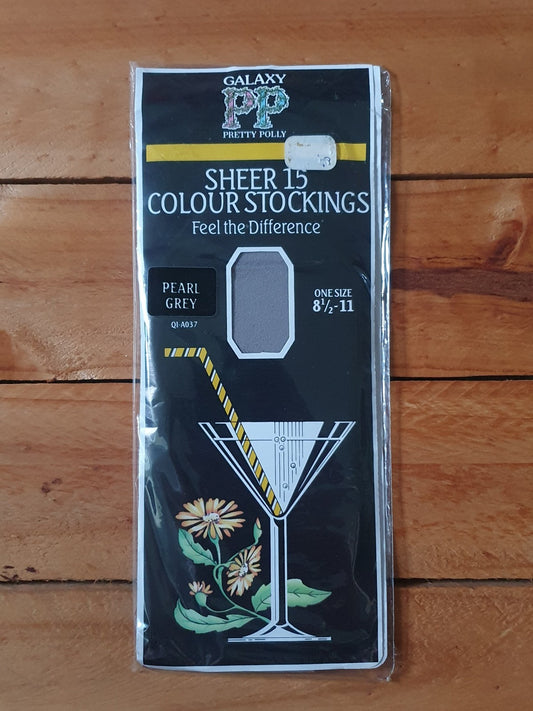 GALAXY
PP
PRETTY POLLY
SHEER 15
COLOUR STOCKINGS
Feel the Difference
PEARL
GREY
QI-A037
ONE SIZE
8½-11